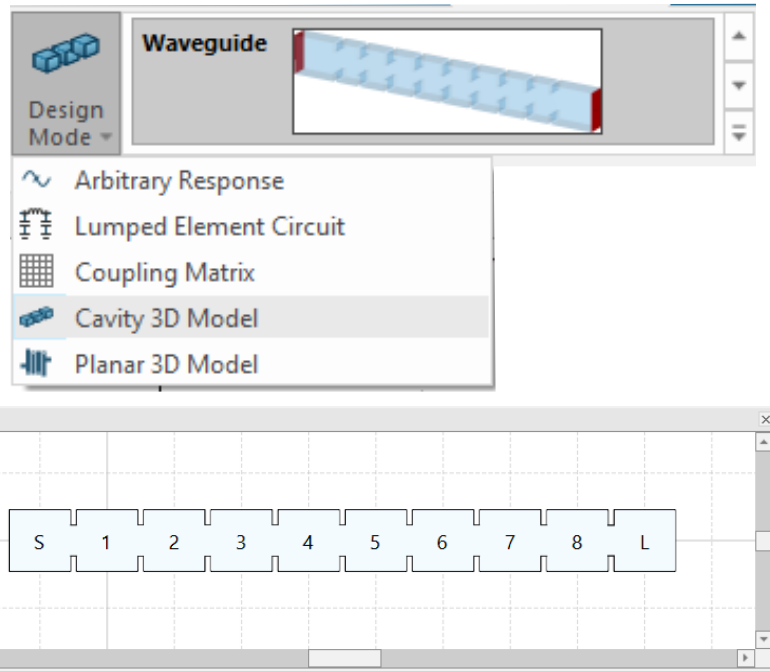 Waveguide
Design
Mode
Arbitrary Response
Lumped Element Circuit
Coupling Matrix
Cavity 3D Model
Planar 3D Model
S 1 2 3 4 5 6 7 8 L